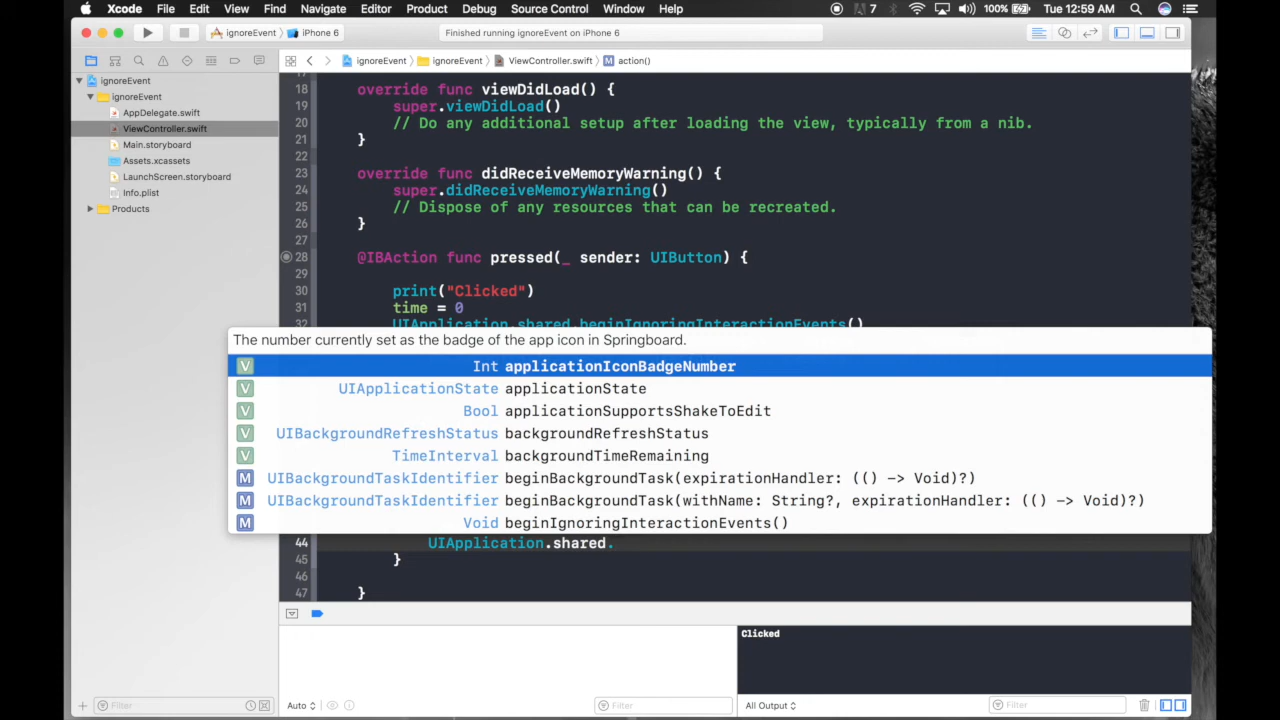 Xcode File Edit View Find Navigate Editor Product Debug Source Control Window Help 7 100% Tue 12:59 AM
ignoreEvent iPhone 6 Finished running ignoreEvent on iPhone 6
ignoreEvent ignoreEvent ViewController.swift M action()
ignoreEvent
ignoreEvent
AppDelegate.swift
ViewController.swift
Main.storyboard
Assets.xcassets
LaunchScreen.storyboard
Info.plist
Products
18 override func viewDidLoad() {
19 super.viewDidLoad()
20 // Do any additional setup after loading the view, typically from a nib.
21 }
22
23 override func didReceiveMemoryWarning() {
24 super.didReceiveMemoryWarning()
25 // Dispose of any resources that can be recreated.
26 }
27
28 @IBAction func pressed(_ sender: UIButton) {
29
30 print("Clicked")
31 time = 0
32 UIApplication.shared.beginIgnoringInteractionEvents()
The number currently set as the badge of the app icon in Springboard.
V Int applicationIconBadgeNumber
V UIApplicationState applicationState
V Bool applicationSupportsShakeToEdit
V UIBackgroundRefreshStatus backgroundRefreshStatus
V TimeInterval backgroundTimeRemaining
M UIBackgroundTaskIdentifier beginBackgroundTask(expirationHandler: (() -> Void)?)
M UIBackgroundTaskIdentifier beginBackgroundTask(withName: String?, expirationHandler: (() -> Void)?)
M Void beginIgnoringInteractionEvents()
44 UIApplication.shared.
45 }
46
47 }
Clicked
Filter Auto Filter All Output Filter